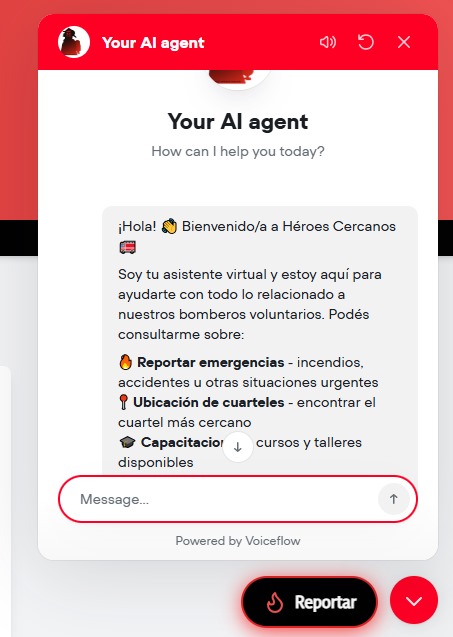 Your AI agent
Your AI agent
How can I help you today?
¡Hola! 👋 Bienvenido/a a Héroes Cercanos
🚒
Soy tu asistente virtual y estoy aquí para
ayudarte con todo lo relacionado a
nuestros bomberos voluntarios. Podés
consultarme sobre:
🔥 Reportar emergencias - incendios,
accidentes u otras situaciones urgentes
📍 Ubicación de cuarteles - encontrar el
cuartel más cercano
🎓 Capacitacion cursos y talleres
disponibles
Message...
Powered by Voiceflow
Reportar